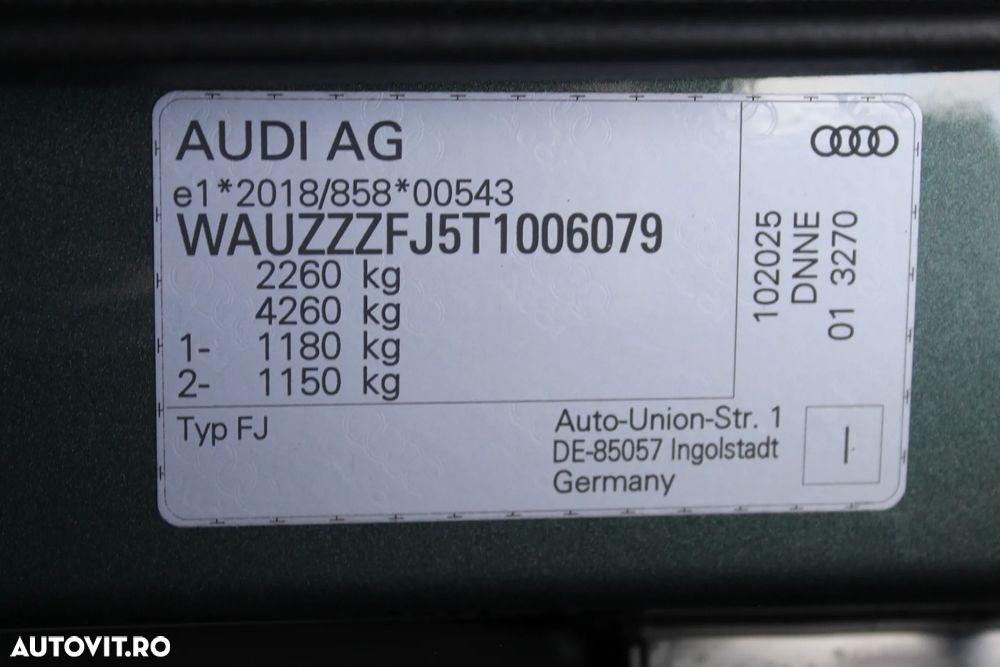 AUDI AG
e1*2018/858*00543
WAUZZZFJ5T1006079
2260 kg
4260 kg
1- 1180 kg
2- 1150 kg
102025
DNNE
01 3270
Typ FJ
Auto-Union-Str. 1
DE-85057 Ingolstadt
Germany
I
AUTOVIT.RO